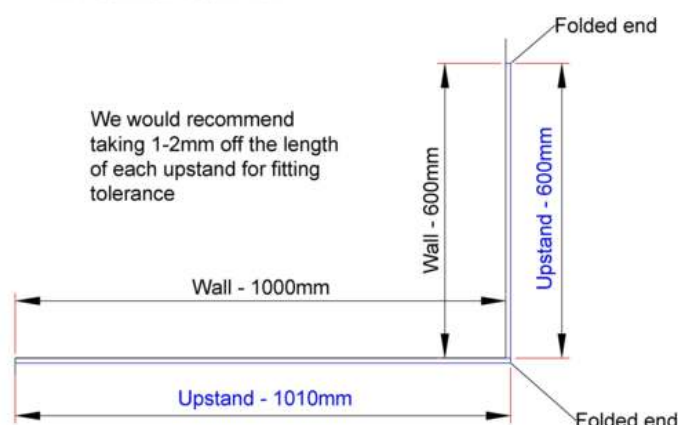 Folded end
We would recommend
taking 1-2mm off the length
of each upstand for fitting
tolerance
Wall - 600mm
Upstand - 600mm
Wall - 1000mm
Upstand - 1010mm
Folded end